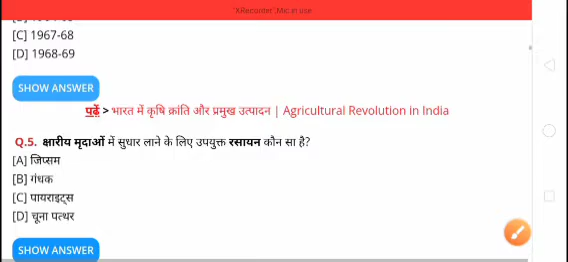 "XRecorder", Mic in use
[C] 1967-68
[D] 1968-69
SHOW ANSWER
पढ़ें > भारत में कृषि क्रांति और प्रमुख उत्पादन | Agricultural Revolution in India
Q.5. क्षारीय मृदाओं में सुधार लाने के लिए उपयुक्त रसायन कौन सा है?
[A] जिप्सम
[B] गंधक
[C] पायराइट्स
[D] चूना पत्थर
SHOW ANSWER